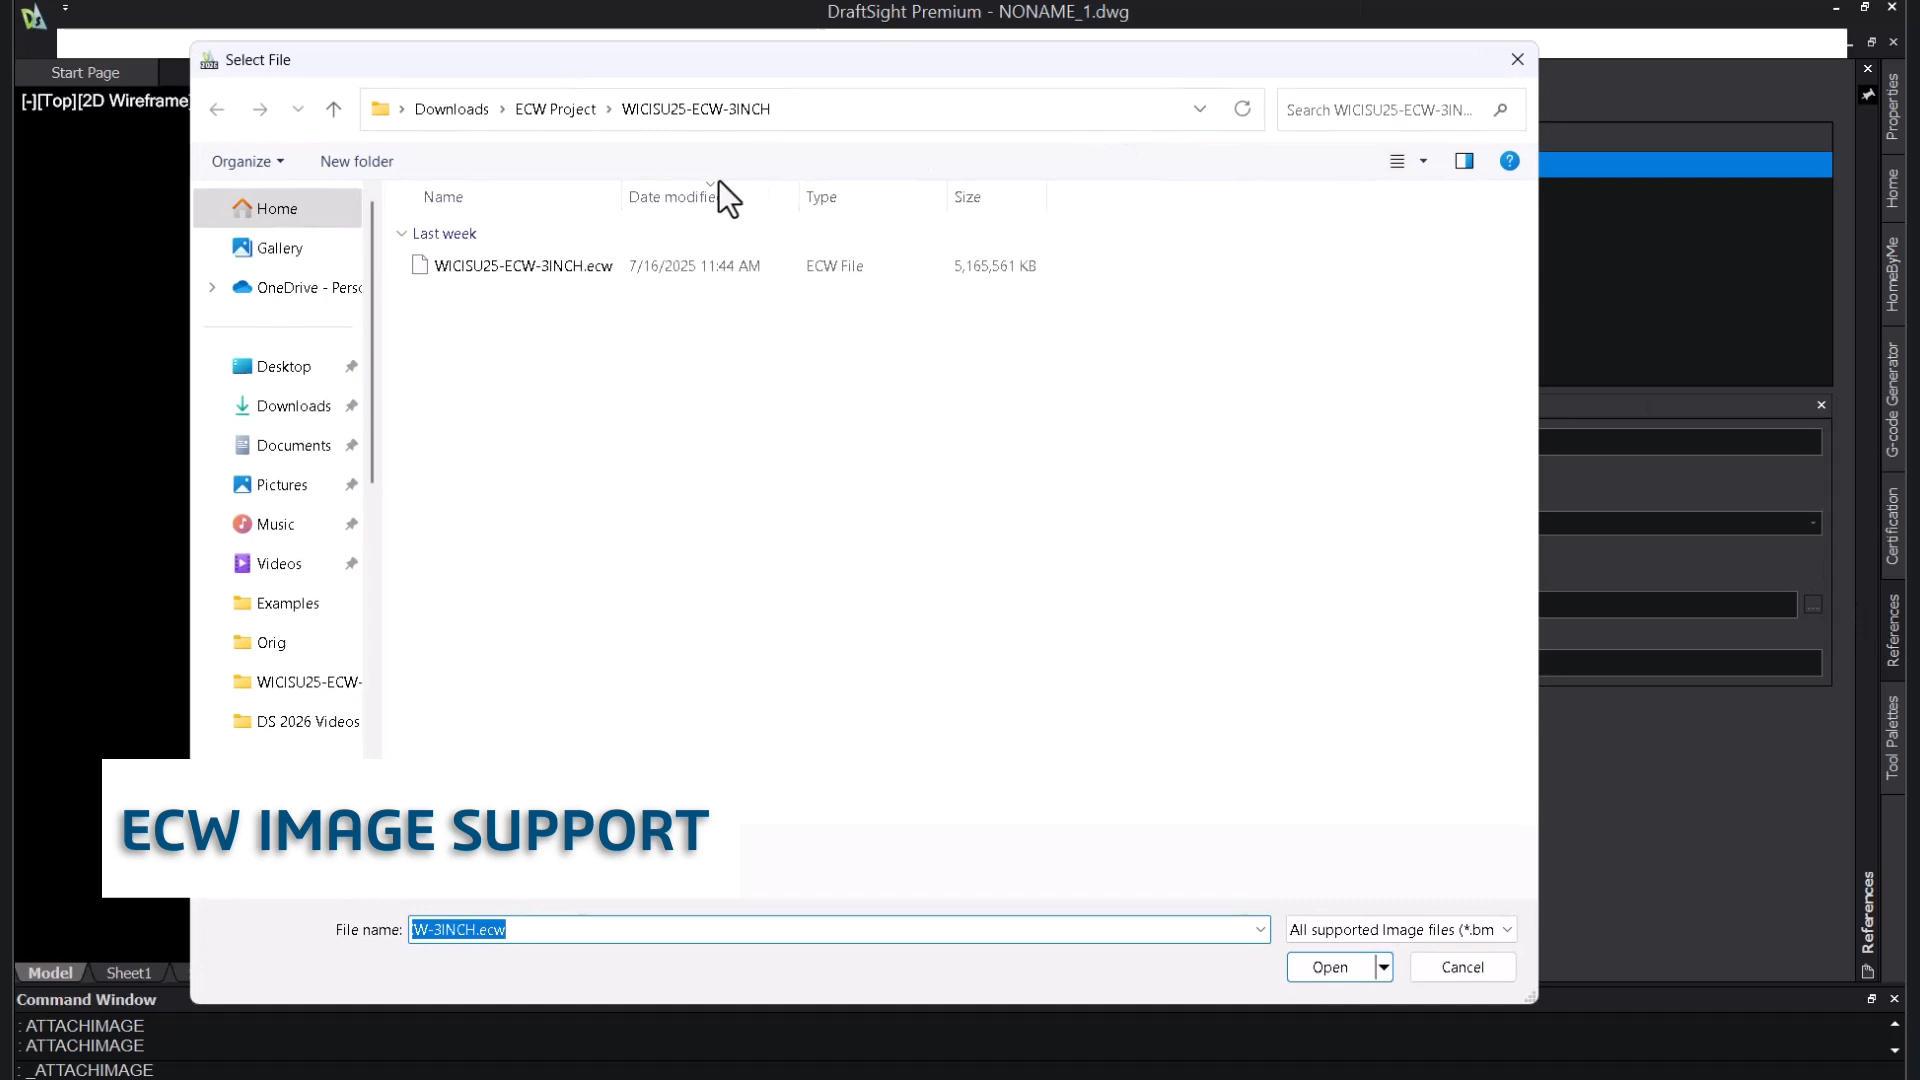 DraftSight Premium - NONAME_1.dwg
Start Page
[-][Top][2D Wireframe]
Select File
Downloads
ECW Project
WICISU25-ECW-3INCH
Search WICISU25-ECW-3IN...
Organize
New folder
Name
Date modifie
Type
Size
Last week
WICISU25-ECW-3INCH.ecw
7/16/2025 11:44 AM
ECW File
5,165,561 KB
Home
Gallery
OneDrive - Perso
Desktop
Downloads
Documents
Pictures
Music
Videos
Examples
Orig
WICISU25-ECW-
DS 2026 Videos
ECW IMAGE SUPPORT
File name:
W-3INCH.ecw
All supported Image files (*.bm
Open
Cancel
Properties
Home
HomeByMe
G-code Generator
Certification
References
Tool Palettes
References
Model
Sheet1
Command Window
: ATTACHIMAGE
: ATTACHIMAGE
: _ATTACHIMAGE